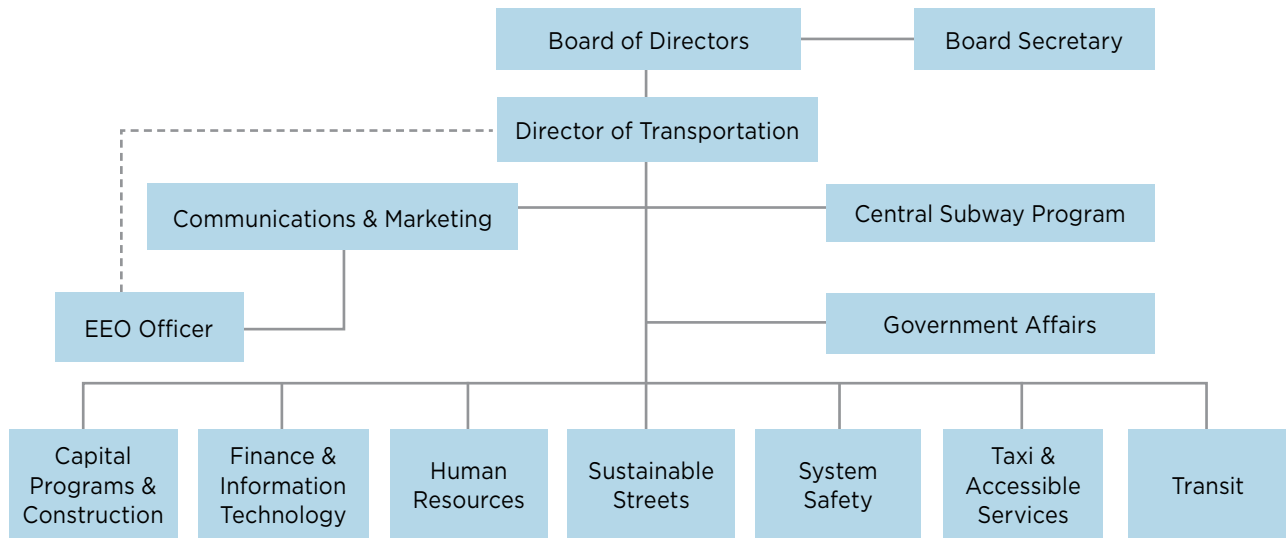 Board of Directors
Board Secretary
Director of Transportation
Communications & Marketing
Central Subway Program
EEO Officer
Government Affairs
Capital
Programs &
Construction
Finance &
Information
Technology
Human
Resources
Sustainable
Streets
System
Safety
Taxi &
Accessible
Services
Transit